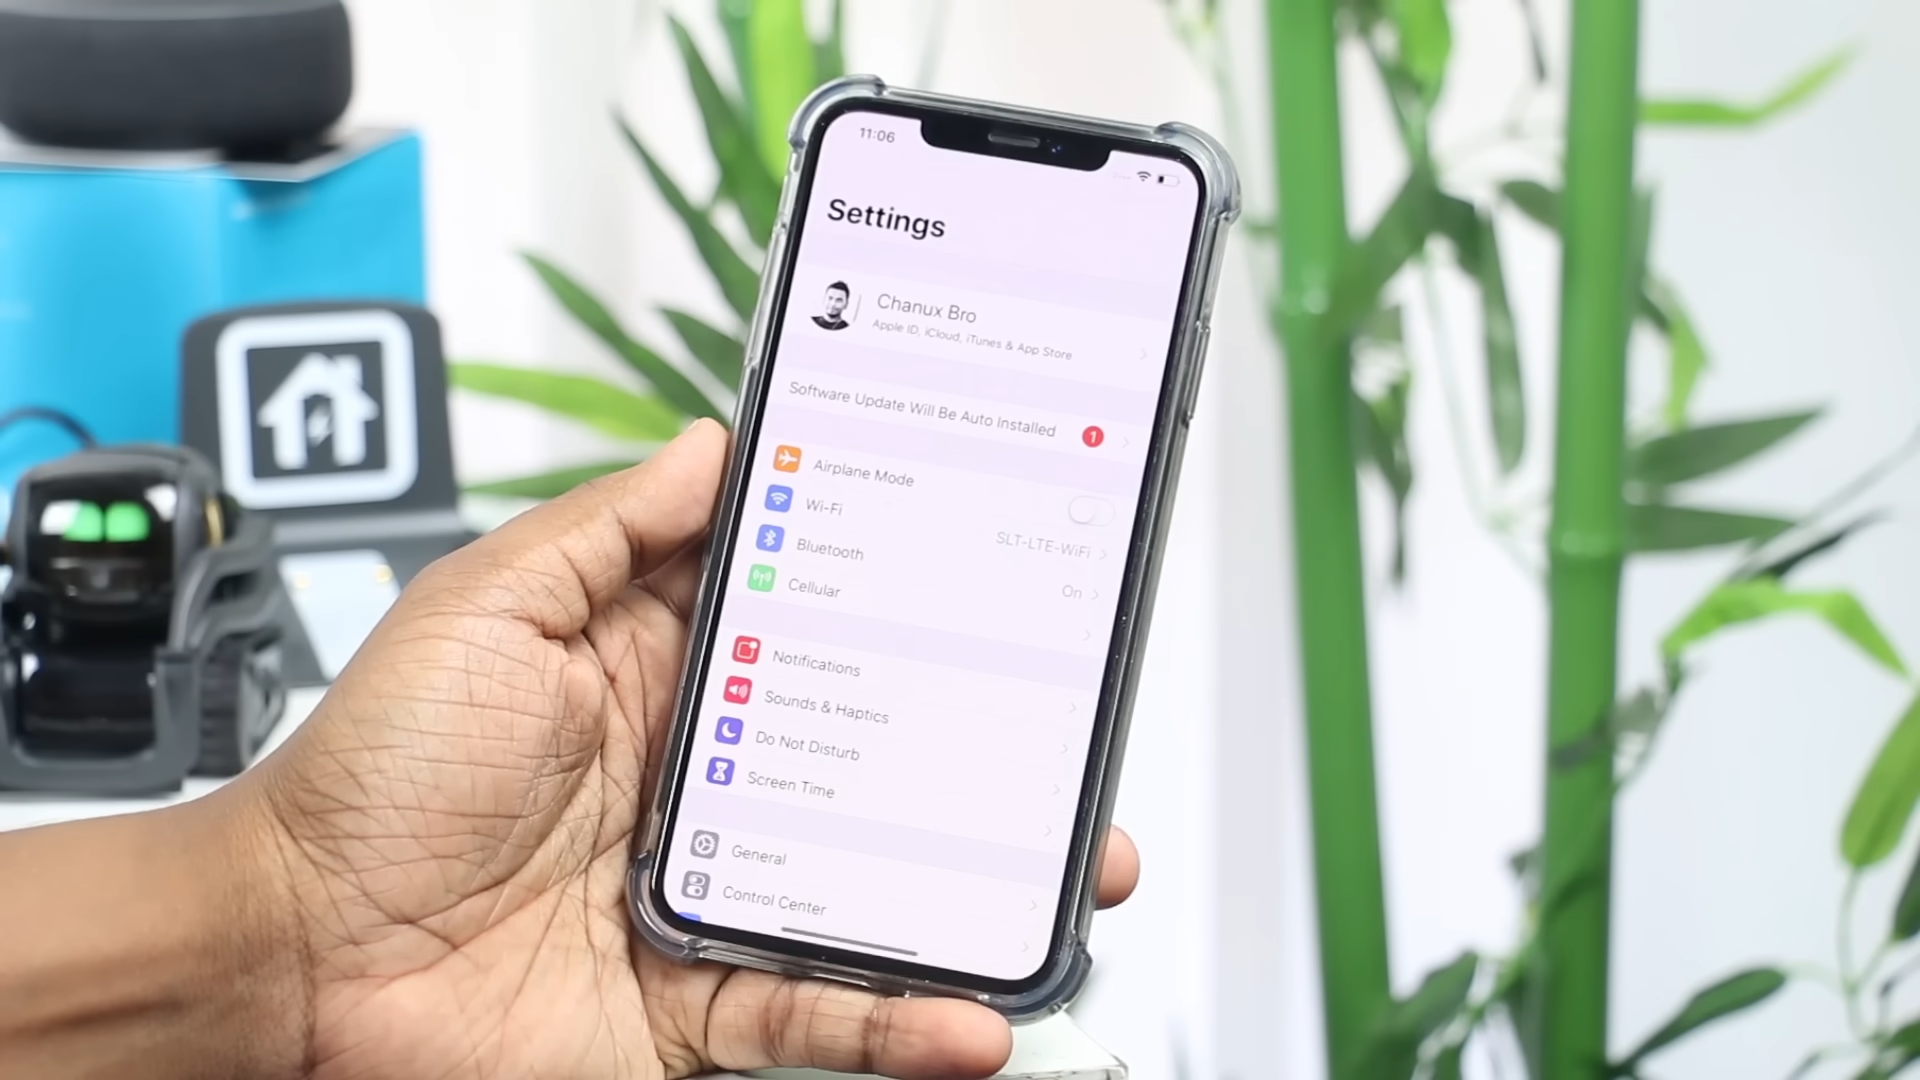 11:06
Settings
Chanux Bro
Apple ID, iCloud, iTunes & App Store
Software Update Will Be Auto Installed 1
Airplane Mode
Wi-Fi SLT-LTE-WiFi
Bluetooth On
Cellular
Notifications
Sounds & Haptics
Do Not Disturb
Screen Time
General
Control Center